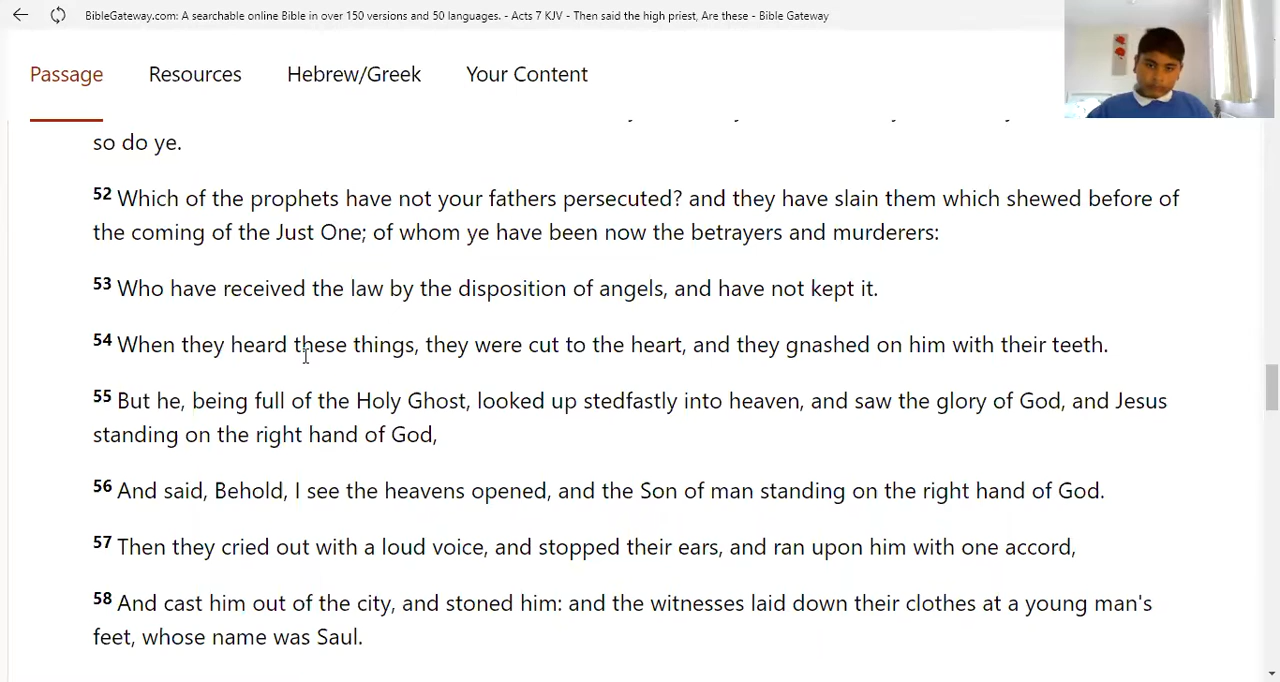 BibleGateway.com: A searchable online Bible in over 150 versions and 50 languages. - Acts 7 KJV - Then said the high priest, Are these - Bible Gateway
Passage Resources Hebrew/Greek Your Content
so do ye.
52 Which of the prophets have not your fathers persecuted? and they have slain them which shewed before of
the coming of the Just One; of whom ye have been now the betrayers and murderers:
53 Who have received the law by the disposition of angels, and have not kept it.
54 When they heard these things, they were cut to the heart, and they gnashed on him with their teeth.
55 But he, being full of the Holy Ghost, looked up stedfastly into heaven, and saw the glory of God, and Jesus
standing on the right hand of God,
56 And said, Behold, I see the heavens opened, and the Son of man standing on the right hand of God.
57 Then they cried out with a loud voice, and stopped their ears, and ran upon him with one accord,
58 And cast him out of the city, and stoned him: and the witnesses laid down their clothes at a young man's
feet, whose name was Saul.